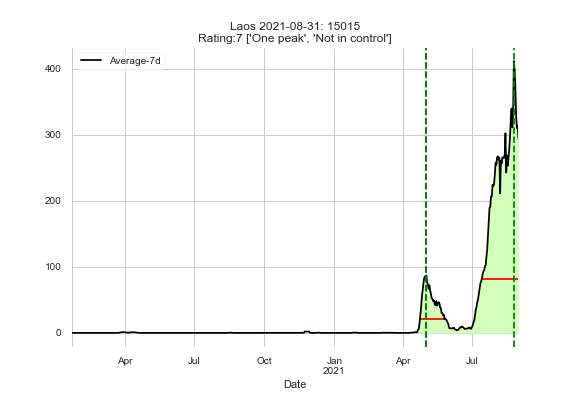 Laos 2021-08-31: 15015
Rating:7 ['One peak', 'Not in control']
Average-7d
400
300
200
100
0
Apr Jul Oct Jan Apr Jul
2021
Date